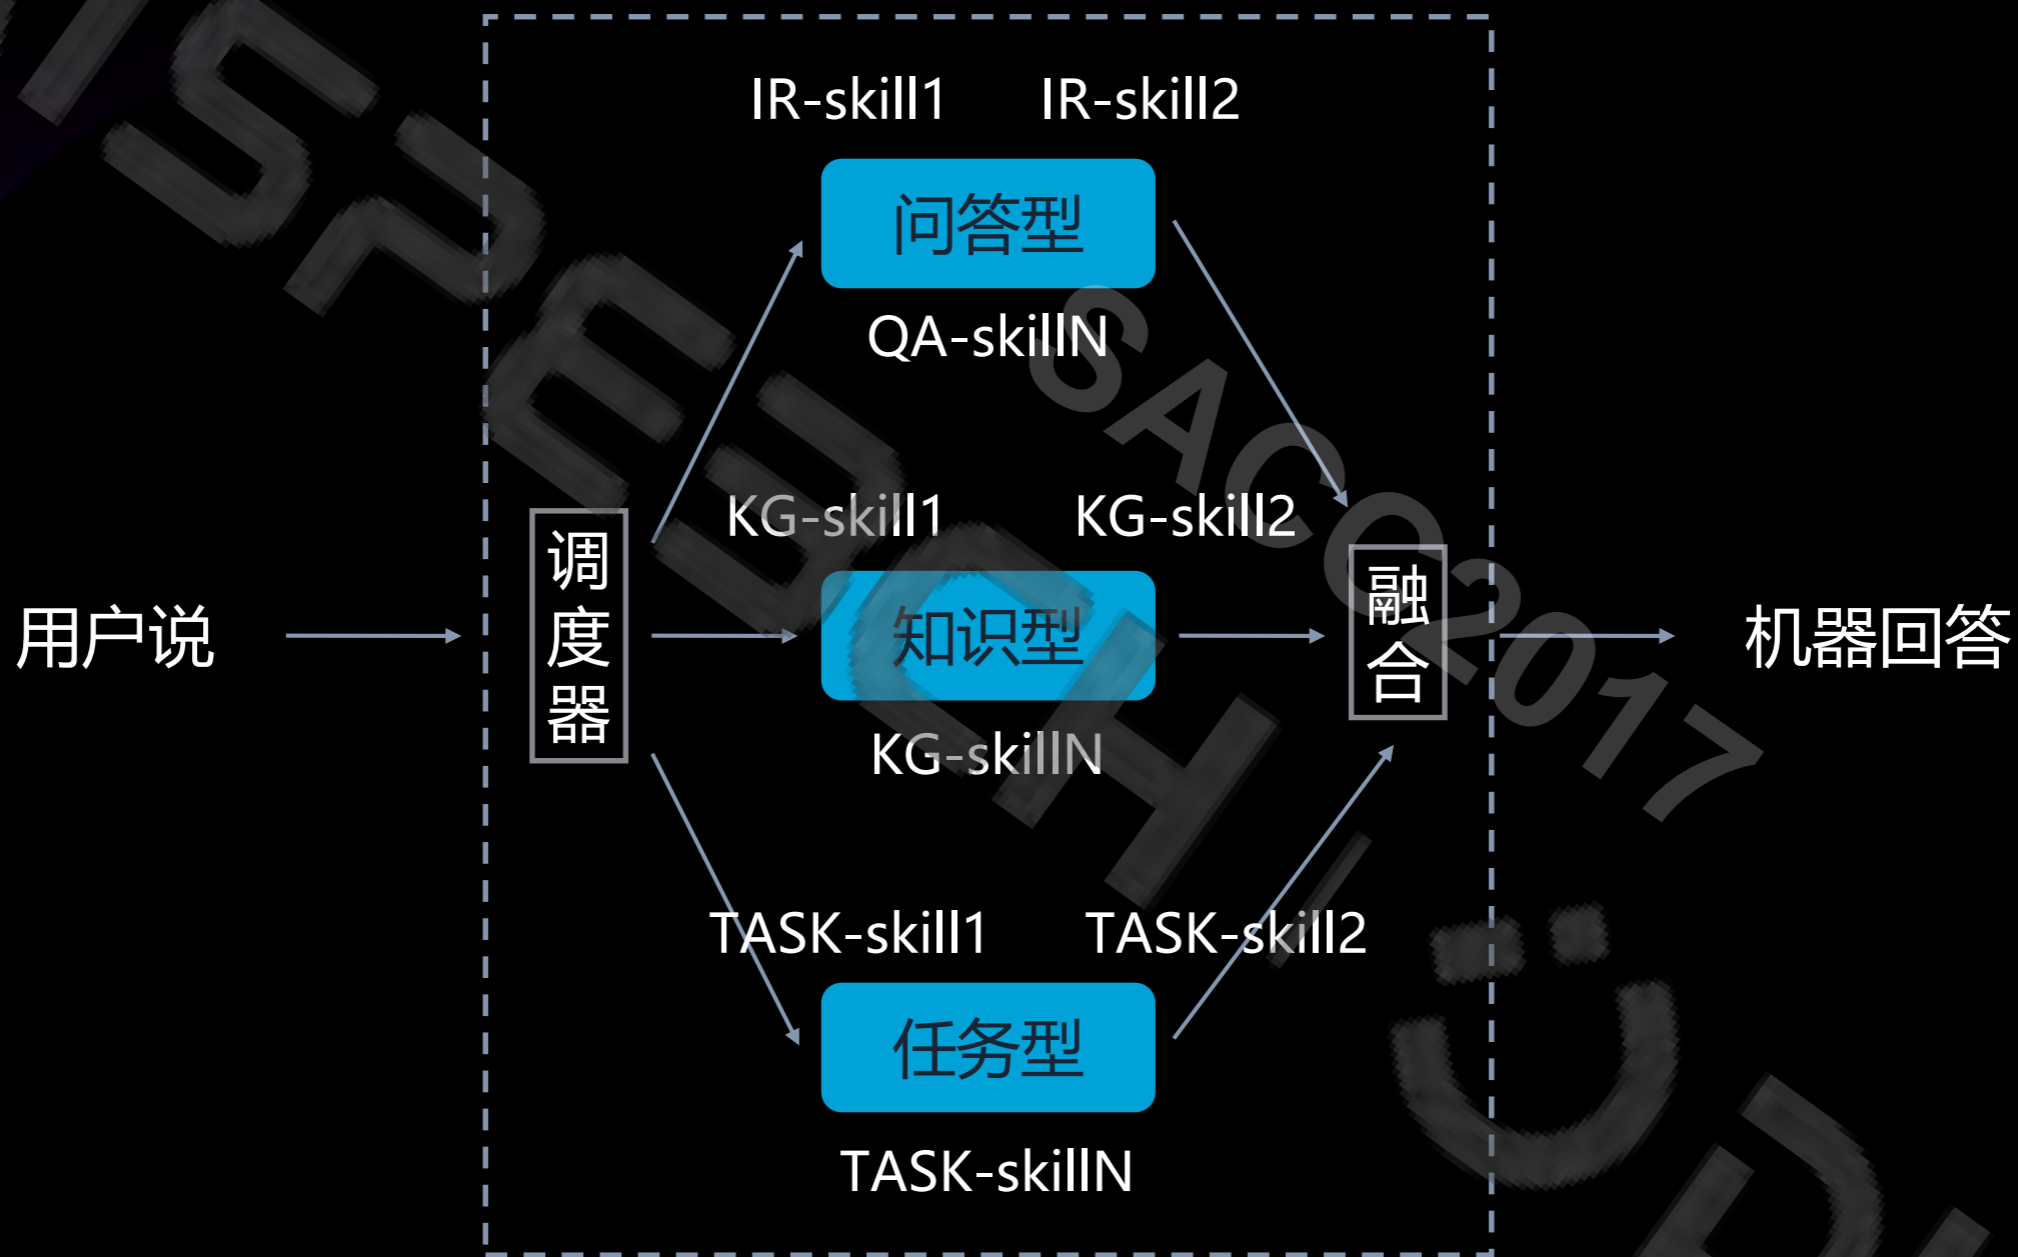 IR-skill1 IR-skill2
问答型
QA-skillN
KG-skill1 KG-skill2
用户说
调度器
知识型
融合
机器回答
KG-skillN
TASK-skill1 TASK-skill2
任务型
TASK-skillN
SACC2017